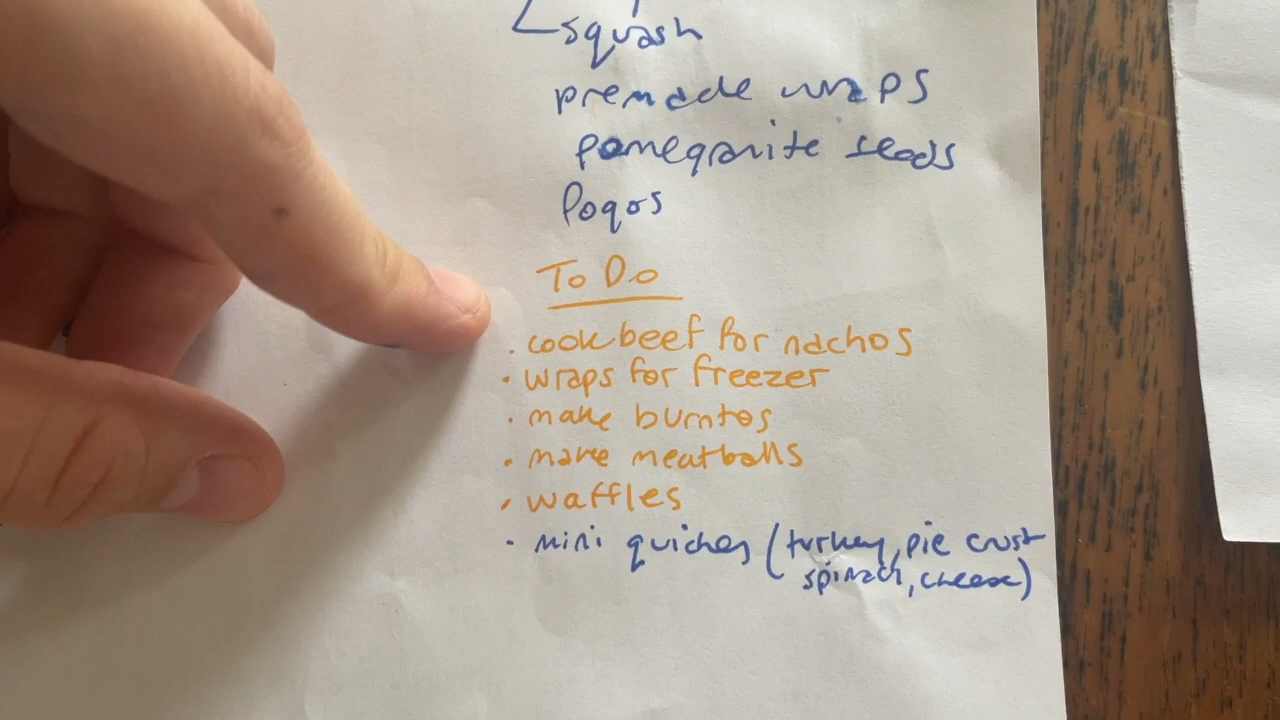 squash
premade wraps
pomegranite seeds
Pogos
To Do
• cook beef for nachos
• wraps for freezer
• make burritos
• make meatballs
• waffles
• mini quiches (turkey, pie crust
spinach, cheese)